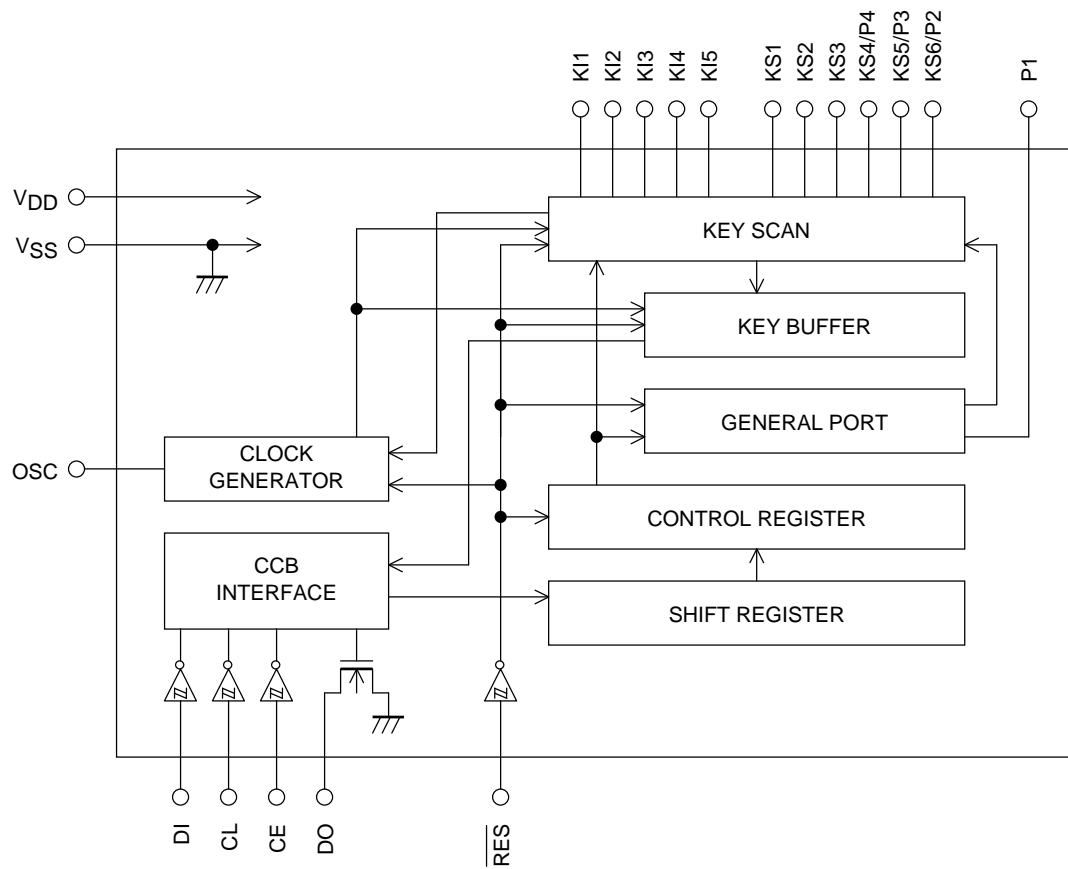 KI1
KI2
KI3
KI4
KI5
KS1
KS2
KS3
KS4/P4
KS5/P3
KS6/P2
P1
VDD
VSS
KEY SCAN
KEY BUFFER
GENERAL PORT
OSC
CLOCK
GENERATOR
CONTROL REGISTER
CCB
INTERFACE
SHIFT REGISTER
DI
CL
CE
DO
RES